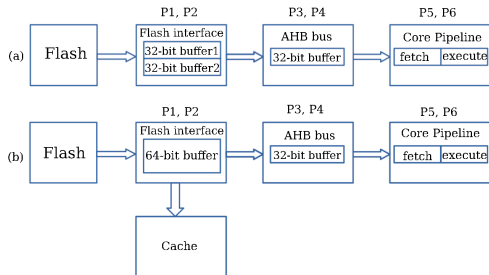 P1, P2
P3, P4
P5, P6
(a)
Flash
Flash interface
32-bit buffer1
32-bit buffer2
AHB bus
32-bit buffer
Core Pipeline
fetch execute
P1, P2
P3, P4
P5, P6
(b)
Flash
Flash interface
64-bit buffer
AHB bus
32-bit buffer
Core Pipeline
fetch execute
Cache